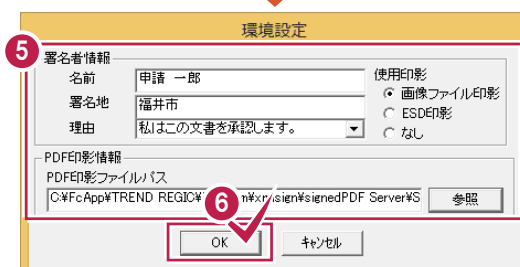 環境設定
5
署名者情報
名前 申請 一郎
署名地 福井市
理由 私はこの文書を承認します。
使用印影
画像ファイル印影
ESD印影
なし
PDF印影情報
PDF印影ファイルパス
C:¥FcApp¥TREND REGIC¥ ¥signedPDF Server¥S 参照
6
OK キャンセル